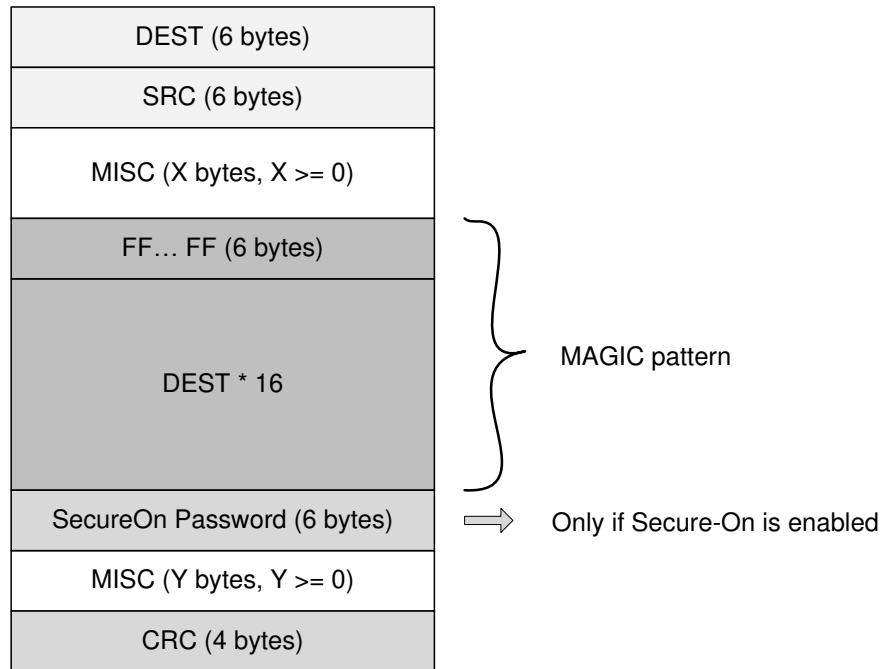 DEST (6 bytes)
SRC (6 bytes)
MISC (X bytes, X >= 0)
FF… FF (6 bytes)
DEST * 16
MAGIC pattern
SecureOn Password (6 bytes)
Only if Secure-On is enabled
MISC (Y bytes, Y >= 0)
CRC (4 bytes)